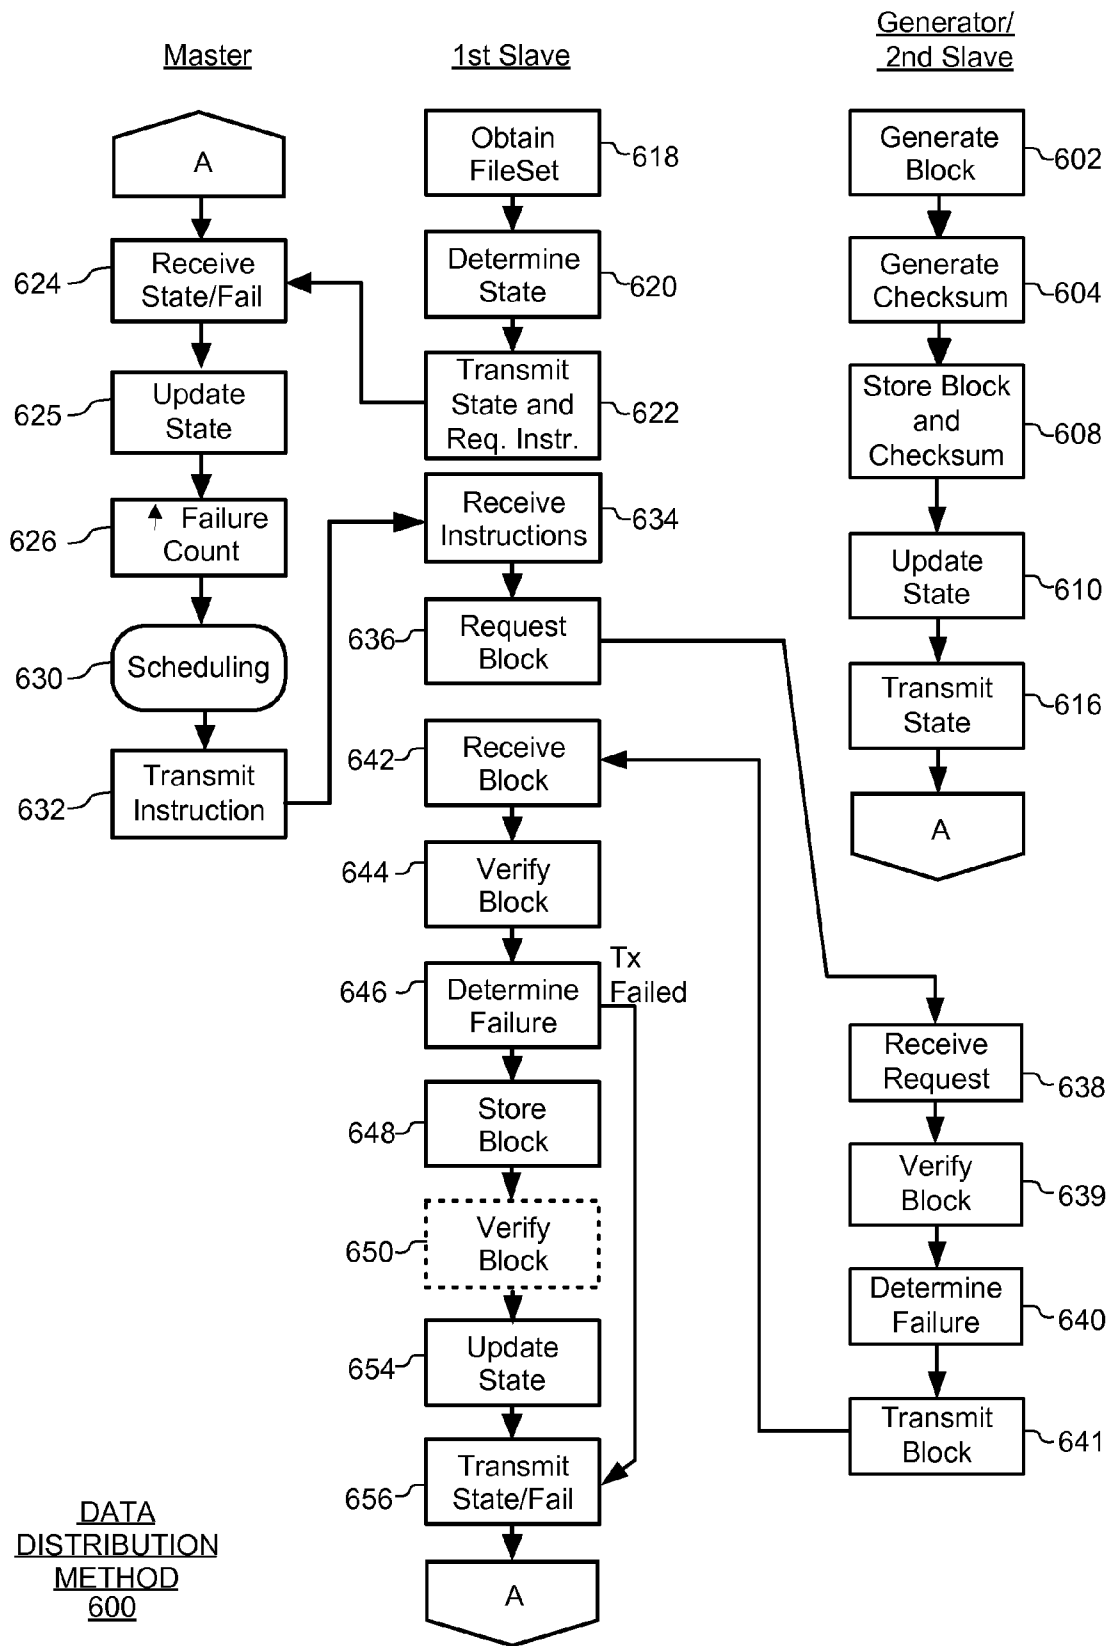 Master
A
Receive
State/Fail
624
Update
State
625
Failure
Count
626
Scheduling
630
Transmit
Instruction
632
1st Slave
Obtain
FileSet
618
Determine
State
620
Transmit
State and
Req. Instr.
622
Receive
Instructions
634
Request
Block
636
Receive
Block
642
Verify
Block
644
Determine
Failure
646
Tx
Failed
Store
Block
648
Verify
Block
650
Update
State
654
Transmit
State/Fail
656
A
Generator/
2nd Slave
Generate
Block
602
Generate
Checksum
604
Store Block
and
Checksum
608
Update
State
610
Transmit
State
616
A
Receive
Request
638
Verify
Block
639
Determine
Failure
640
Transmit
Block
641
DATA
DISTRIBUTION
METHOD
600